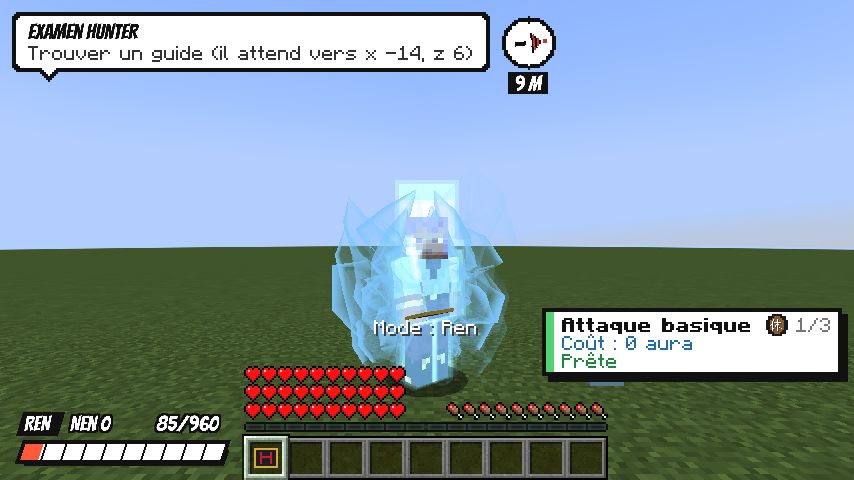 EXAMEN HUNTER
Trouver un guide (il attend vers x -14, z 6)
9 M
Attaque basique 休 1/3
Coût : 0 aura
Prête
Mode : Ren
REN NEN 0 85/960
H